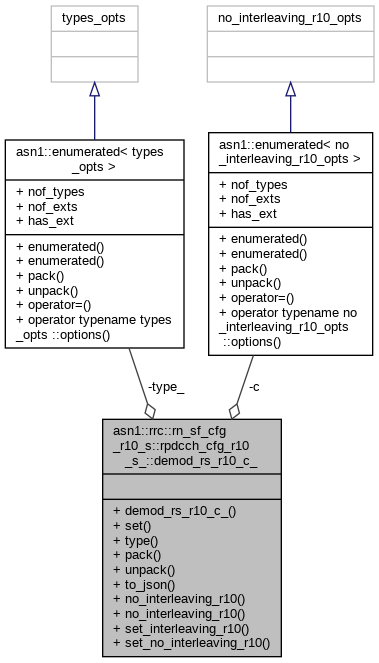 types_opts
no_interleaving_r10_opts
asn1::enumerated< types
_opts >
+ nof_types
+ nof_exts
+ has_ext
+ enumerated()
+ enumerated()
+ pack()
+ unpack()
+ operator=()
+ operator typename types
_opts ::options()
asn1::enumerated< no
_interleaving_r10_opts >
+ nof_types
+ nof_exts
+ has_ext
+ enumerated()
+ enumerated()
+ pack()
+ unpack()
+ operator=()
+ operator typename no
_interleaving_r10_opts
::options()
-type_
-c
asn1::rrc::rn_sf_cfg
_r10_s::rpdcch_cfg_r10
_s_::demod_rs_r10_c_
+ demod_rs_r10_c_()
+ set()
+ type()
+ pack()
+ unpack()
+ to_json()
+ no_interleaving_r10()
+ no_interleaving_r10()
+ set_interleaving_r10()
+ set_no_interleaving_r10()